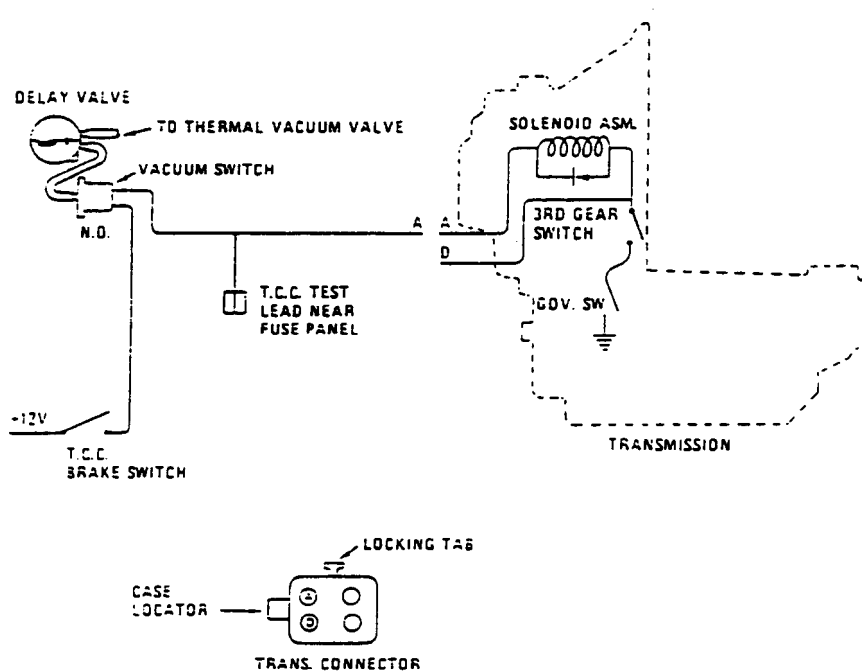 DELAY VALVE
TO THERMAL VACUUM VALVE
VACUUM SWITCH
N.O.
SOLENOID ASM.
A A
3RD GEAR
SWITCH
D
T.C.C. TEST
LEAD NEAR
FUSE PANEL
GOV. SW
+12V
T.C.C.
BRAKE SWITCH
TRANSMISSION
LOCKING TAB
CASE
LOCATOR
A
D
TRANS. CONNECTOR